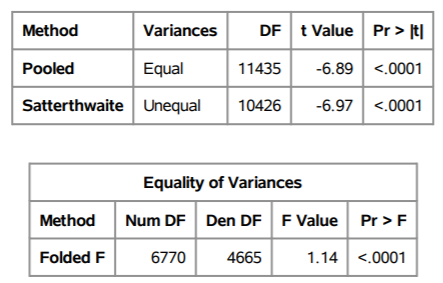 Method Variances DF t Value Pr > |t|
Pooled Equal 11435 -6.89 <.0001
Satterthwaite Unequal 10426 -6.97 <.0001
Equality of Variances
Method Num DF Den DF F Value Pr > F
Folded F 6770 4665 1.14 <.0001